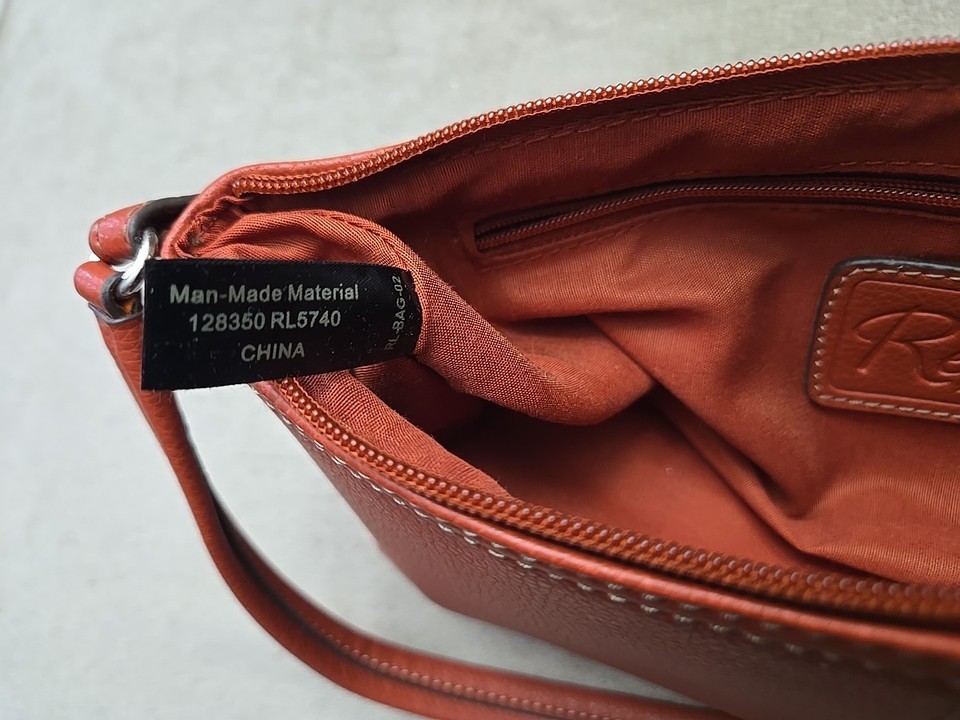 Man-Made Material
128350 RL5740
CHINA
RL-BAG-02